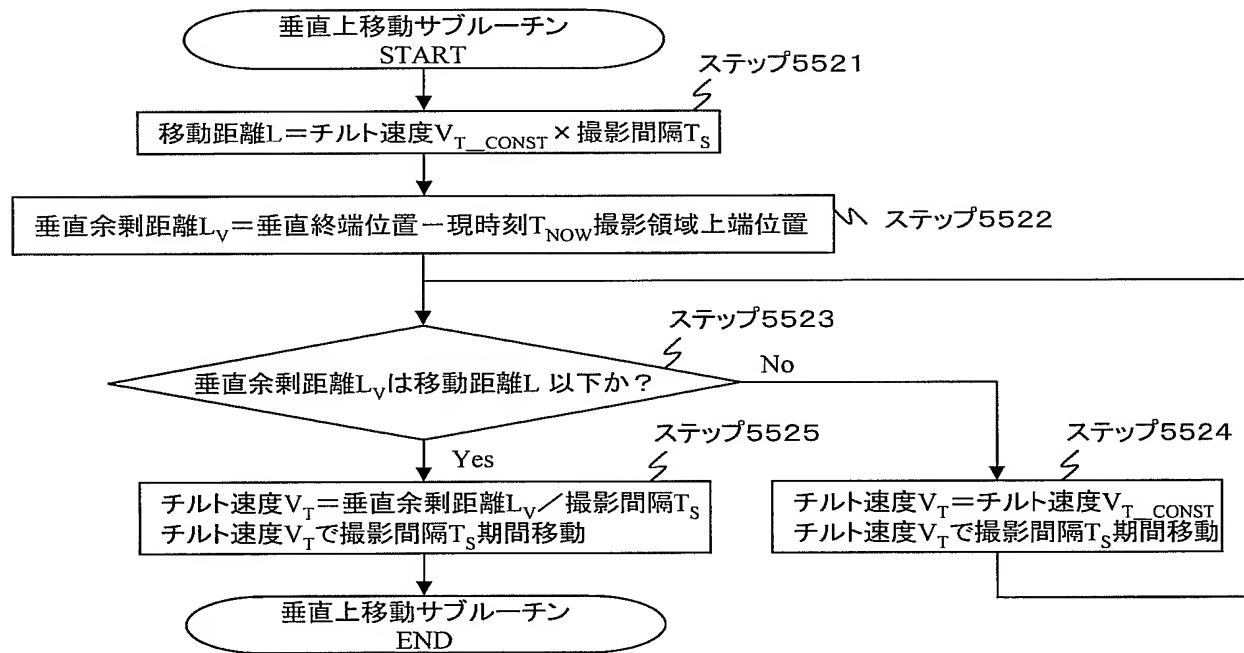 垂直上移動サブルーチン
START
ステップ5521
移動距離L=チルト速度V_T_CONST×撮影間隔T_S
垂直余剰距離L_V=垂直終端位置-現時刻T_NOW撮影領域上端位置
ステップ5522
ステップ5523
垂直余剰距離L_Vは移動距離L 以下か?
No
Yes
ステップ5525
ステップ5524
チルト速度V_T=垂直余剰距離L_V/撮影間隔T_S
チルト速度V_Tで撮影間隔T_S期間移動
チルト速度V_T=チルト速度V_T_CONST
チルト速度V_Tで撮影間隔T_S期間移動
垂直上移動サブルーチン
END